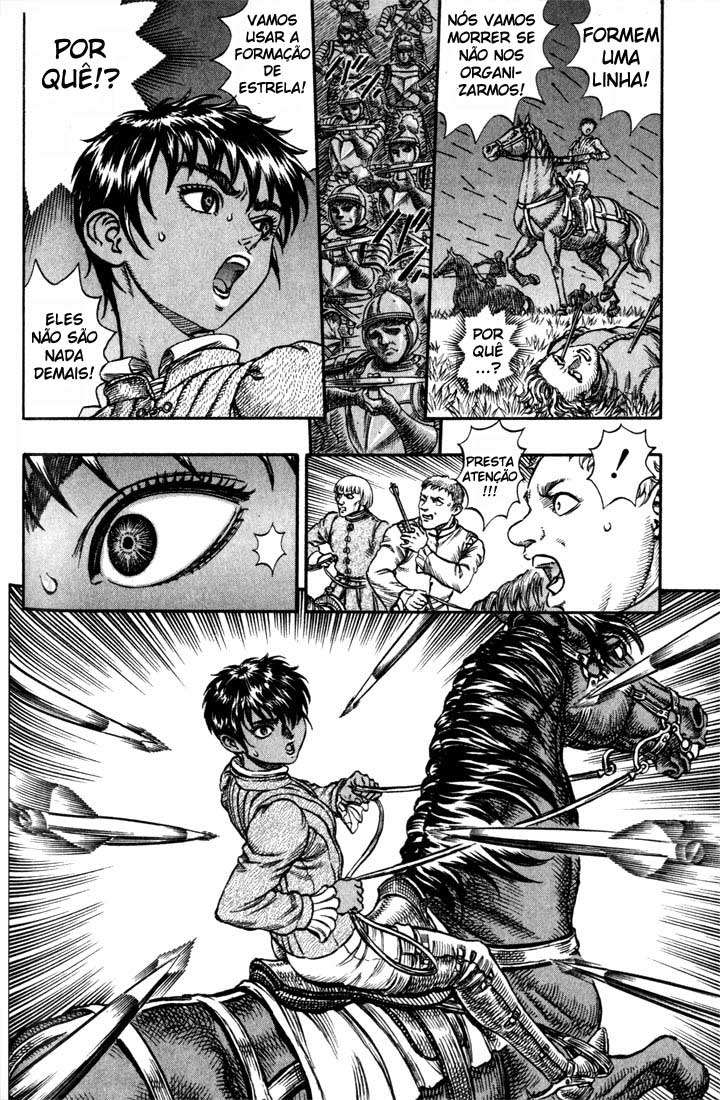 FORMEM
UMA
LINHA!
NÓS VAMOS
MORRER SE
NÃO NOS
ORGANI-
ZARMOS!
POR
QUÊ
...?
VAMOS
USAR A
FORMAÇÃO
DE
ESTRELA!
POR
QUÊ!?
ELES
NÃO SÃO
NADA
DEMAIS!
!
PRESTA
ATENÇÃO
!!!